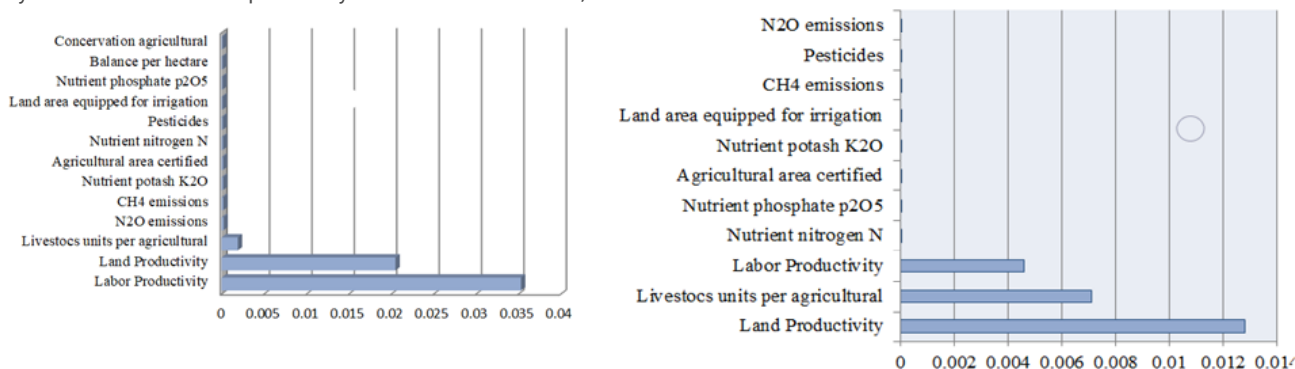 Concervation agricultural
Balance per hectare
Nutrient phosphate p2O5
Land area equipped for irrigation
Pesticides
Nutrient nitrogen N
Agricultural area certified
Nutrient potash K2O
CH4 emissions
N2O emissions
Livestocs units per agricultural
Land Productivity
Labor Productivity
0 0.005 0.01 0.015 0.02 0.025 0.03 0.035 0.04
N2O emissions
Pesticides
CH4 emissions
Land area equipped for irrigation
Nutrient potash K2O
Agricultural area certified
Nutrient phosphate p2O5
Nutrient nitrogen N
Labor Productivity
Livestocs units per agricultural
Land Productivity
0 0.002 0.004 0.006 0.008 0.01 0.012 0.014